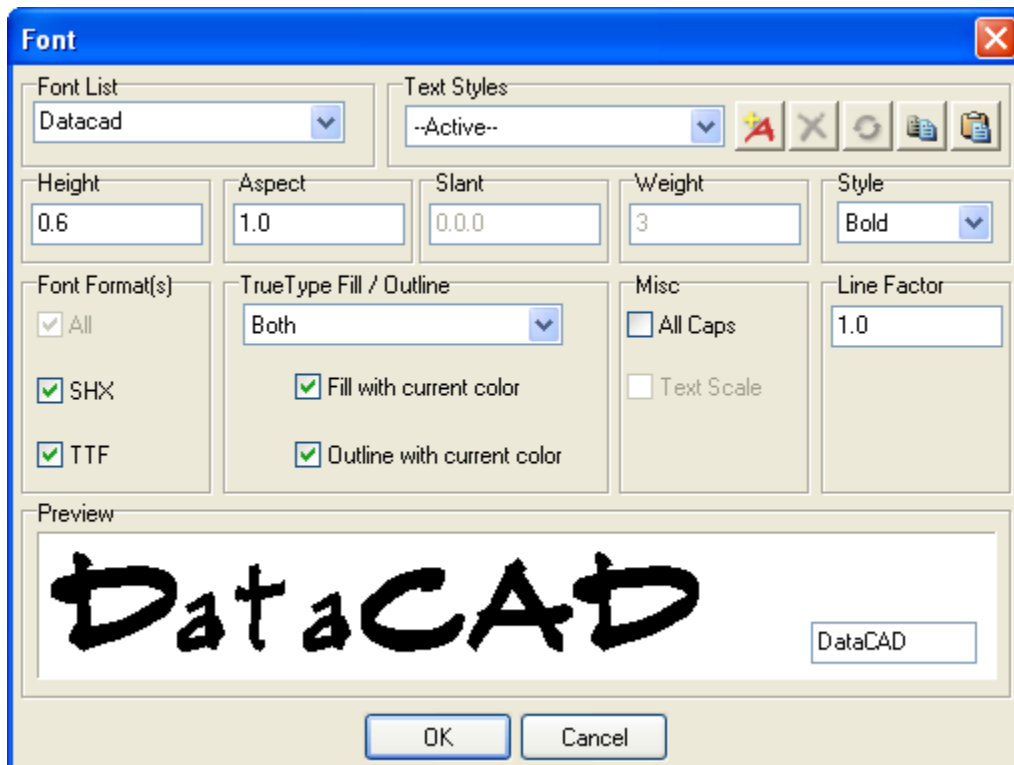 Font
Font List
Text Styles
Datacad
--Active--
Height
Aspect
Slant
Weight
Style
0.6
1.0
0.0.0
3
Bold
Font Format(s)
TrueType Fill / Outline
Misc
Line Factor
All
Both
All Caps
1.0
SHX
Fill with current color
Text Scale
TTF
Outline with current color
Preview
DataCAD
DataCAD
OK
Cancel